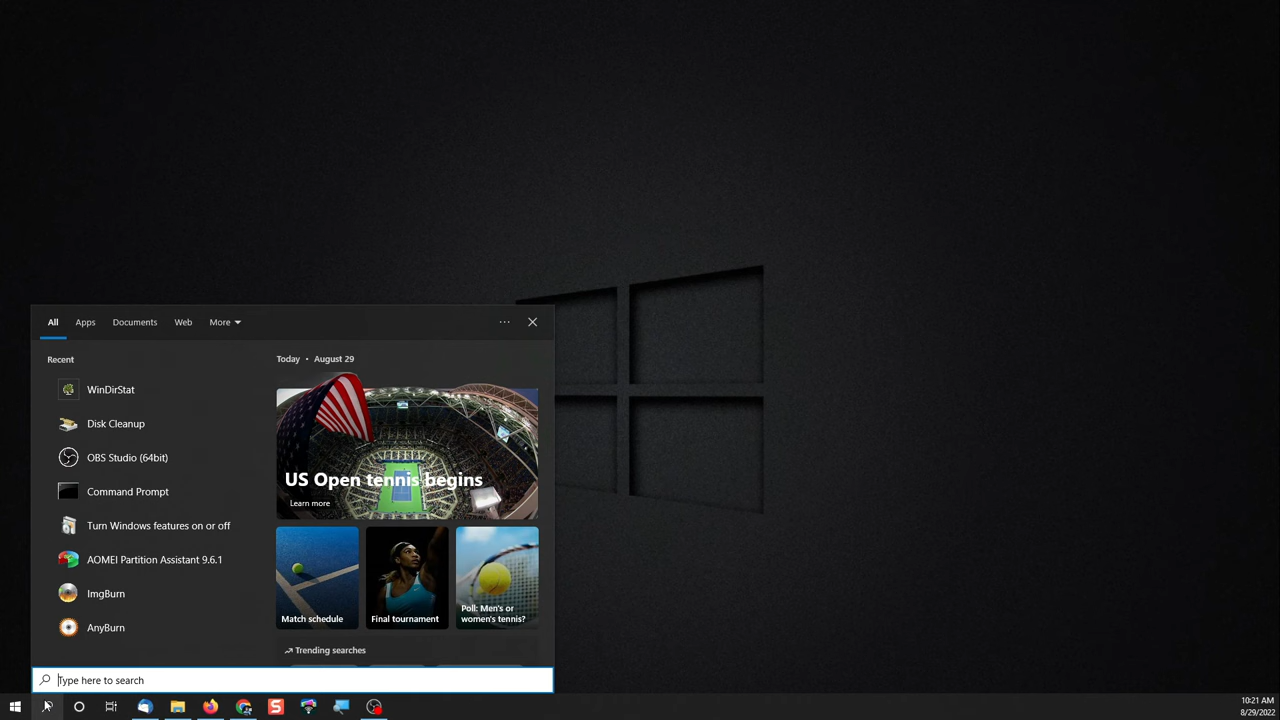 All
Apps
Documents
Web
More
Recent
WinDirStat
Disk Cleanup
OBS Studio (64bit)
Command Prompt
Turn Windows features on or off
AOMEI Partition Assistant 9.6.1
ImgBurn
AnyBurn
Today • August 29
US Open tennis begins
Learn more
Match schedule
Final tournament
Poll: Men's or
women's tennis?
Trending searches
Type here to search
S
10:21 AM
8/29/2022